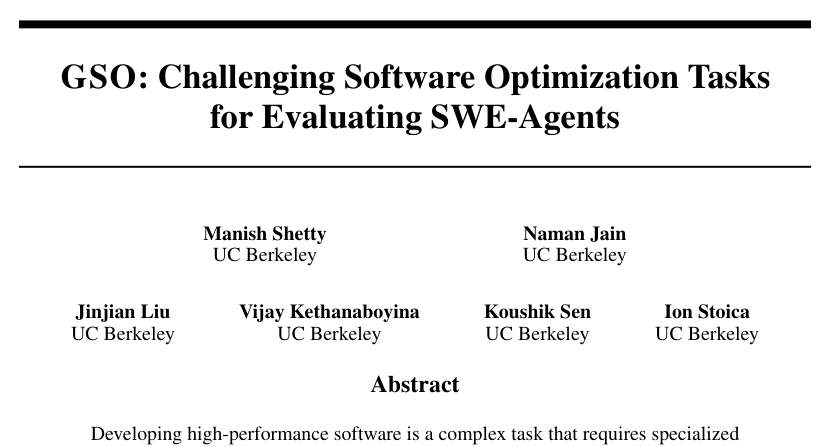 GSO: Challenging Software Optimization Tasks
for Evaluating SWE-Agents
Manish Shetty Naman Jain
UC Berkeley UC Berkeley
Jinjian Liu Vijay Kethanaboyina Koushik Sen Ion Stoica
UC Berkeley UC Berkeley UC Berkeley UC Berkeley
Abstract
Developing high-performance software is a complex task that requires specialized